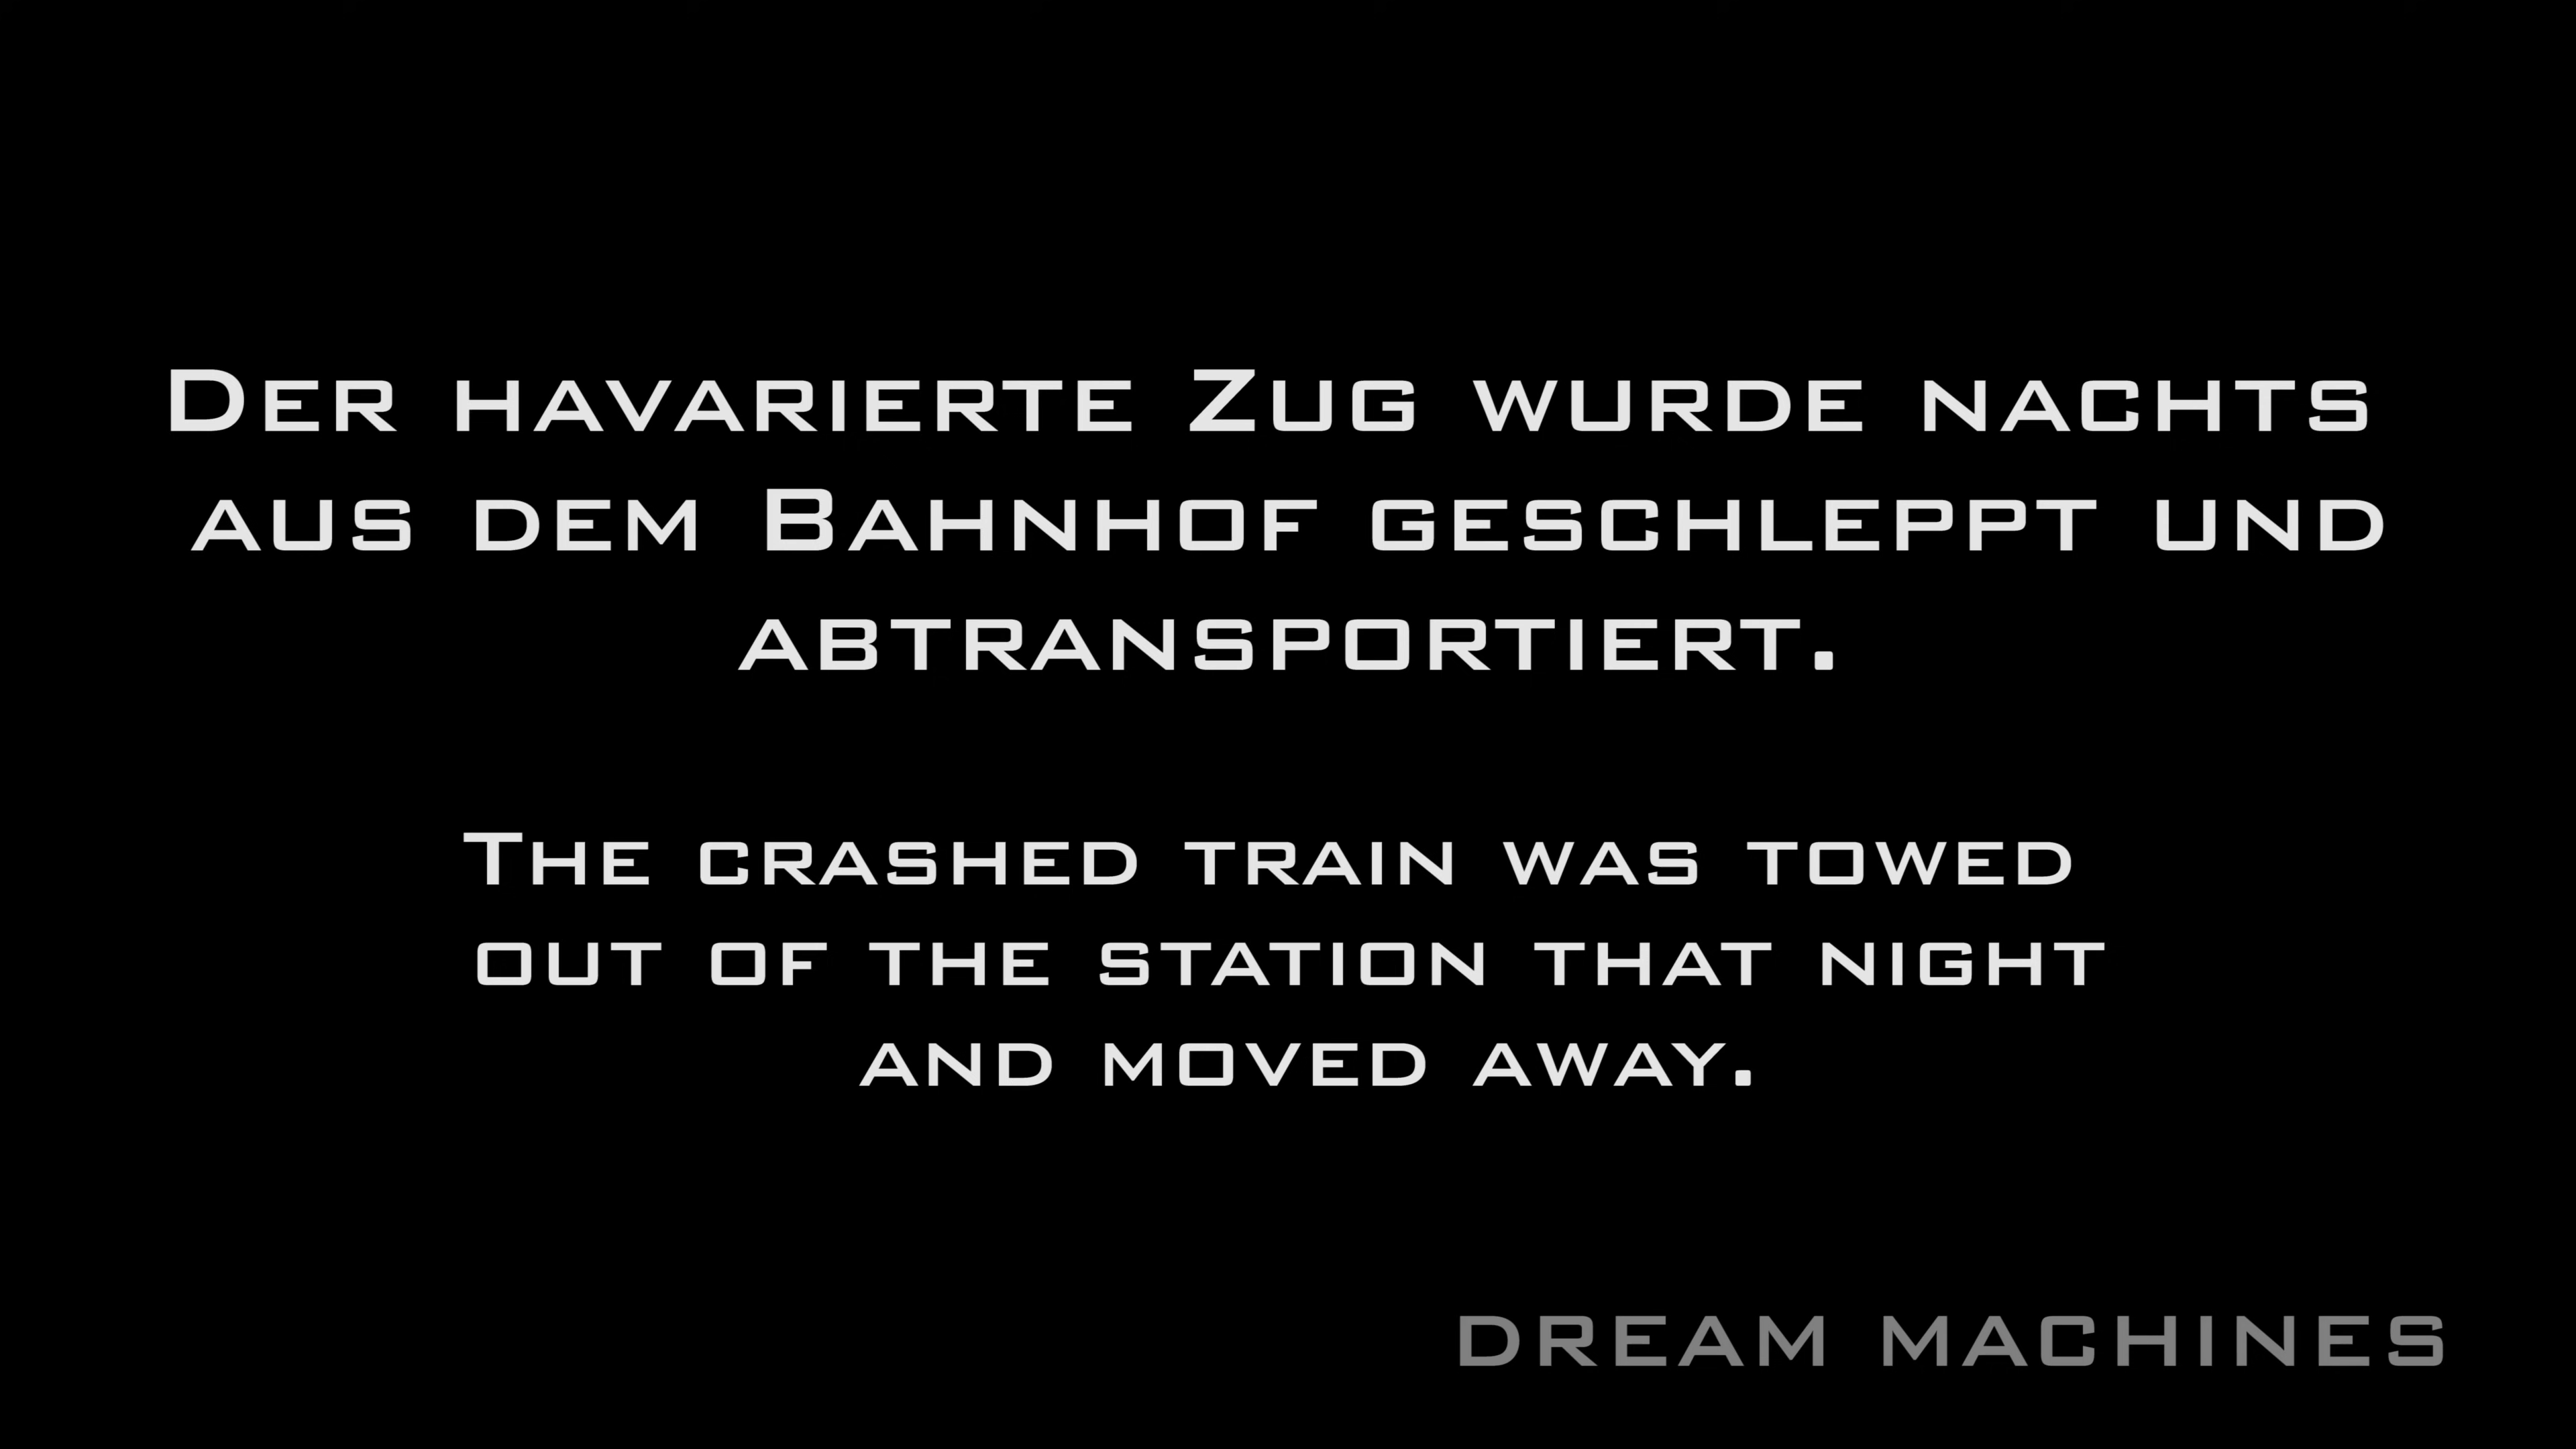 Der havarierte Zug wurde nachts
aus dem Bahnhof geschleppt und
abtransportiert.
The crashed train was towed
out of the station that night
and moved away.
DREAM MACHINES